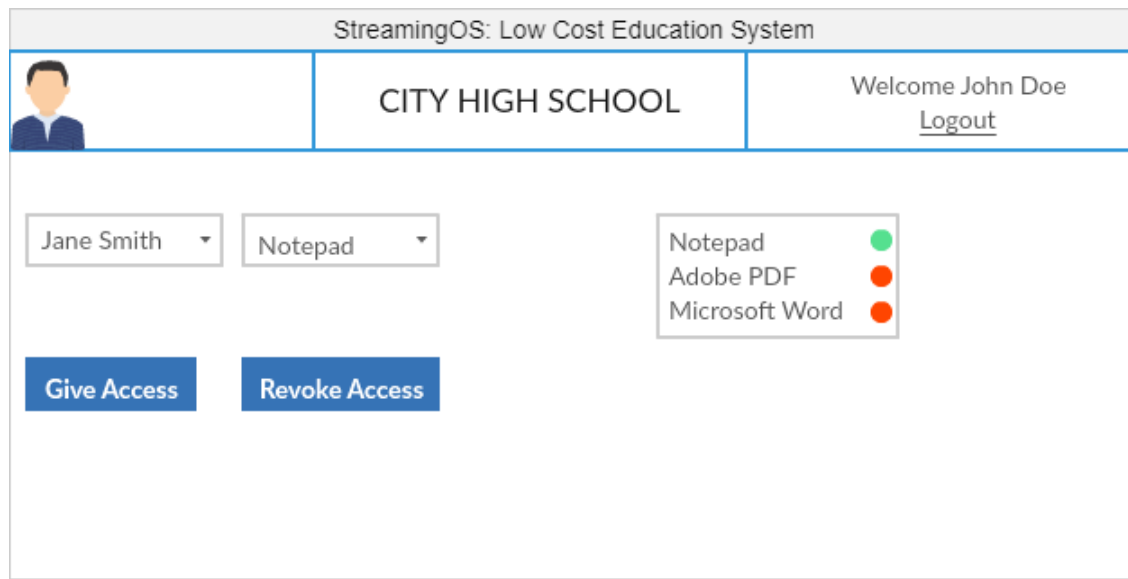 StreamingOS: Low Cost Education System
CITY HIGH SCHOOL
Welcome John Doe
Logout
Jane Smith
Notepad
Notepad
Adobe PDF
Microsoft Word
Give Access
Revoke Access